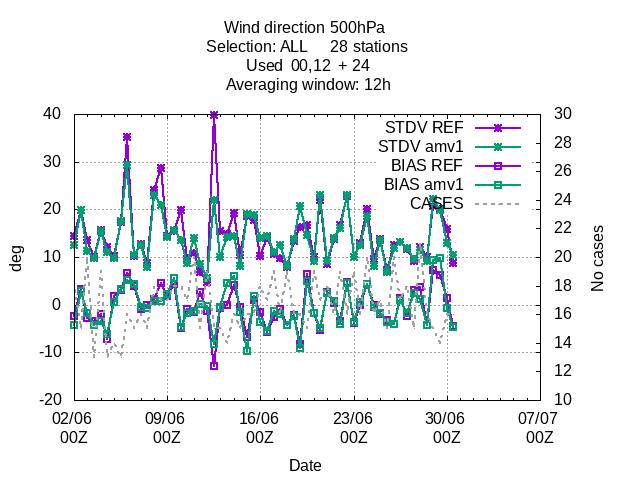 Wind direction 500hPa
Selection: ALL     28 stations
Used  00,12  + 24
Averaging window: 12h
40
30
20
10
0
-10
-20
deg
30
28
26
24
22
20
18
16
14
12
10
No cases
STDV REF
STDV amv1
BIAS REF
BIAS amv1
CASES
02/06 09/06 16/06 23/06 30/06 07/07
00Z 00Z 00Z 00Z 00Z 00Z
Date